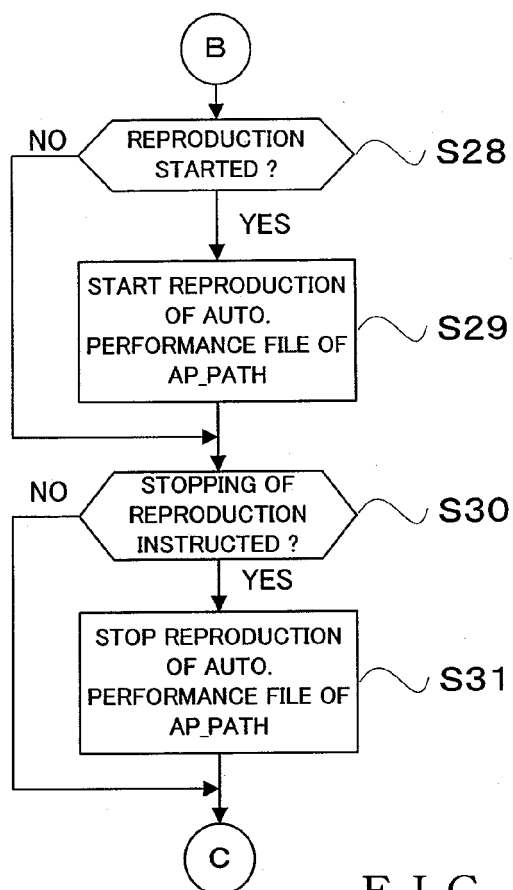 B
NO
REPRODUCTION
STARTED ?
S28
YES
START REPRODUCTION
OF AUTO.
PERFORMANCE FILE OF
AP_PATH
S29
NO
STOPPING OF
REPRODUCTION
INSTRUCTED ?
S30
YES
STOP REPRODUCTION
OF AUTO.
PERFORMANCE FILE OF
AP_PATH
S31
C
FIG